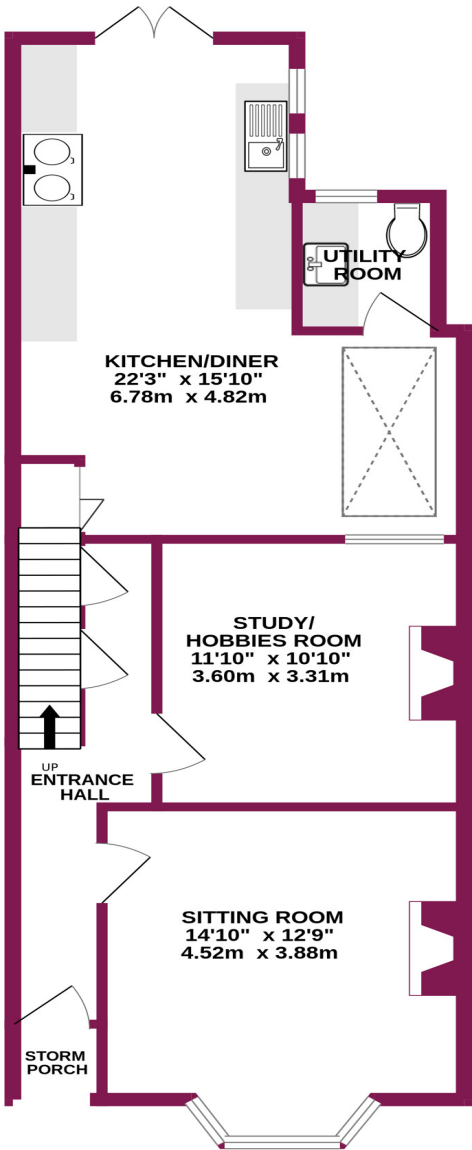 UTILITY
ROOM
KITCHEN/DINER
22'3" x 15'10"
6.78m x 4.82m
STUDY/
HOBBIES ROOM
11'10" x 10'10"
3.60m x 3.31m
UP
ENTRANCE
HALL
SITTING ROOM
14'10" x 12'9"
4.52m x 3.88m
STORM
PORCH